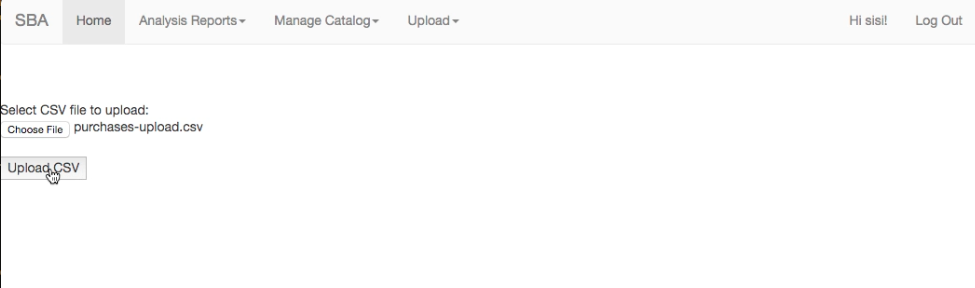 SBA Home Analysis Reports Manage Catalog Upload Hi sisi! Log Out
Select CSV file to upload:
Choose File purchases-upload.csv
Upload CSV